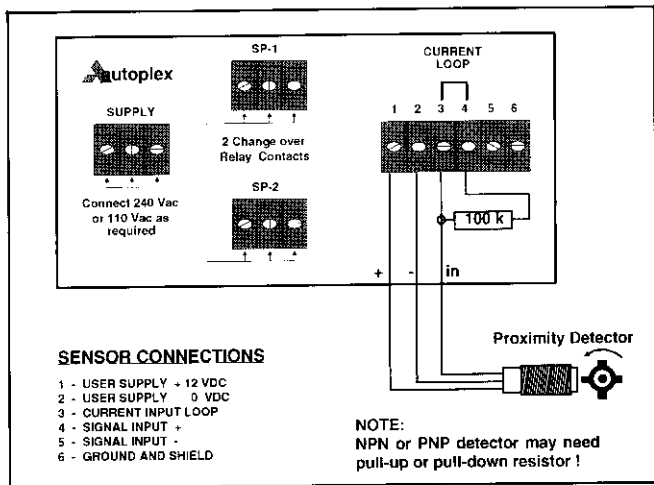 autoplex
SUPPLY
Connect 240 Vac
or 110 Vac as
required
SP-1
2 Change over
Relay Contacts
SP-2
CURRENT
LOOP
1 2 3 4 5 6
100 k
+ - in
Proximity Detector
SENSOR CONNECTIONS
1 - USER SUPPLY + 12 VDC
2 - USER SUPPLY 0 VDC
3 - CURRENT INPUT LOOP
4 - SIGNAL INPUT +
5 - SIGNAL INPUT -
6 - GROUND AND SHIELD
NOTE:
NPN or PNP detector may need
pull-up or pull-down resistor !